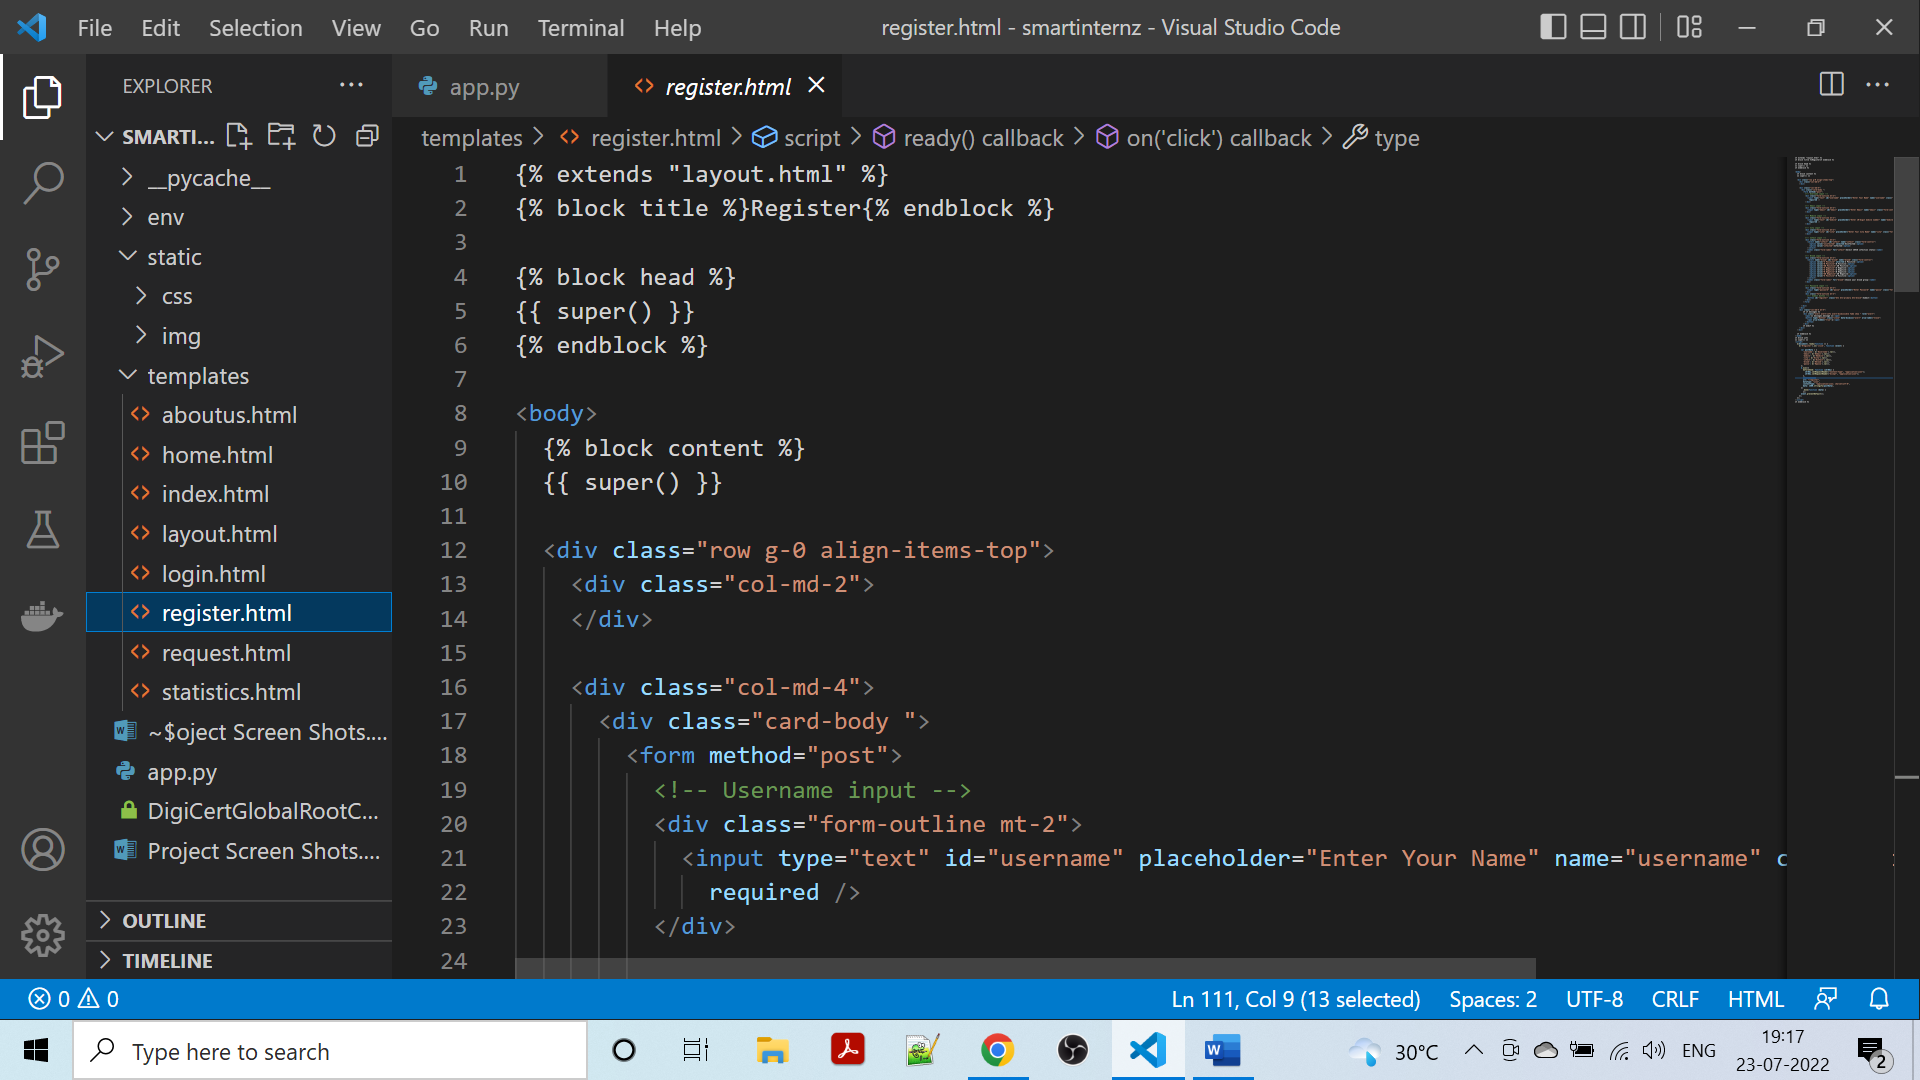 File Edit Selection View Go Run Terminal Help
register.html - smartinternz - Visual Studio Code
EXPLORER
SMARTI...
__pycache__
env
static
css
img
templates
aboutus.html
home.html
index.html
layout.html
login.html
register.html
request.html
statistics.html
~$oject Screen Shots....
app.py
DigiCertGlobalRootC...
Project Screen Shots....
OUTLINE
TIMELINE
app.py
register.html
templates > register.html > script > ready() callback > on('click') callback > type
1 {% extends "layout.html" %}
2 {% block title %}Register{% endblock %}
3
4 {% block head %}
5 {{ super() }}
6 {% endblock %}
7
8 <body>
9 {% block content %}
10 {{ super() }}
11
12 <div class="row g-0 align-items-top">
13 <div class="col-md-2">
14 </div>
15
16 <div class="col-md-4">
17 <div class="card-body ">
18 <form method="post">
19 <!-- Username input -->
20 <div class="form-outline mt-2">
21 <input type="text" id="username" placeholder="Enter Your Name" name="username" c
22 required />
23 </div>
24
0 0
Ln 111, Col 9 (13 selected) Spaces: 2 UTF-8 CRLF HTML
Type here to search
30°C
ENG
19:17
23-07-2022
2